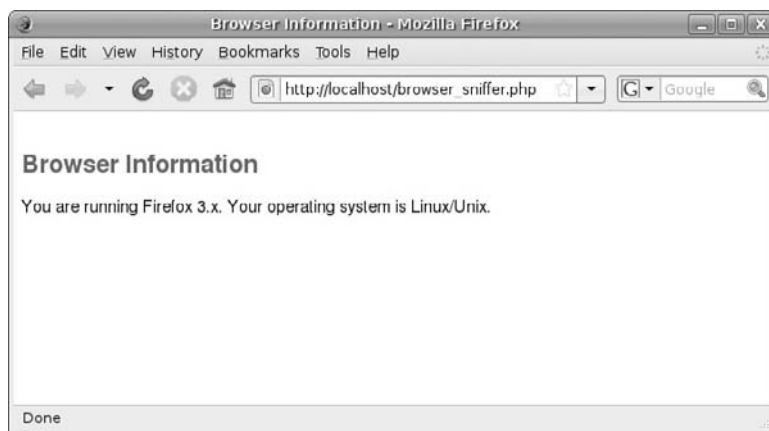 Browser Information - Mozilla Firefox
File Edit View History Bookmarks Tools Help
http://localhost/browser_sniffer.php G Google
Browser Information
You are running Firefox 3.x. Your operating system is Linux/Unix.
Done